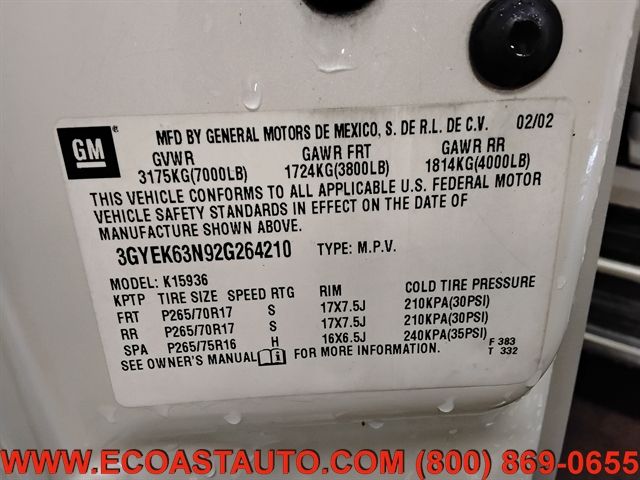 GM®
MFD BY GENERAL MOTORS DE MEXICO, S. DE R.L. DE C.V. 02/02
GVWR GAWR FRT GAWR RR
3175KG(7000LB) 1724KG(3800LB) 1814KG(4000LB)
THIS VEHICLE CONFORMS TO ALL APPLICABLE U.S. FEDERAL MOTOR
VEHICLE SAFETY STANDARDS IN EFFECT ON THE DATE OF
MANUFACTURE SHOWN ABOVE.
3GYEK63N92G264210 TYPE: M.P.V.
MODEL: K15936
KPTP TIRE SIZE SPEED RTG RIM COLD TIRE PRESSURE
FRT P265/70R17 S 17X7.5J 210KPA(30PSI)
RR P265/70R17 S 17X7.5J 210KPA(30PSI)
SPA P265/75R16 H 16X6.5J 240KPA(35PSI)
F 383
T 332
SEE OWNER'S MANUAL FOR MORE INFORMATION.
WWW.ECOASTAUTO.COM (800) 869-0655